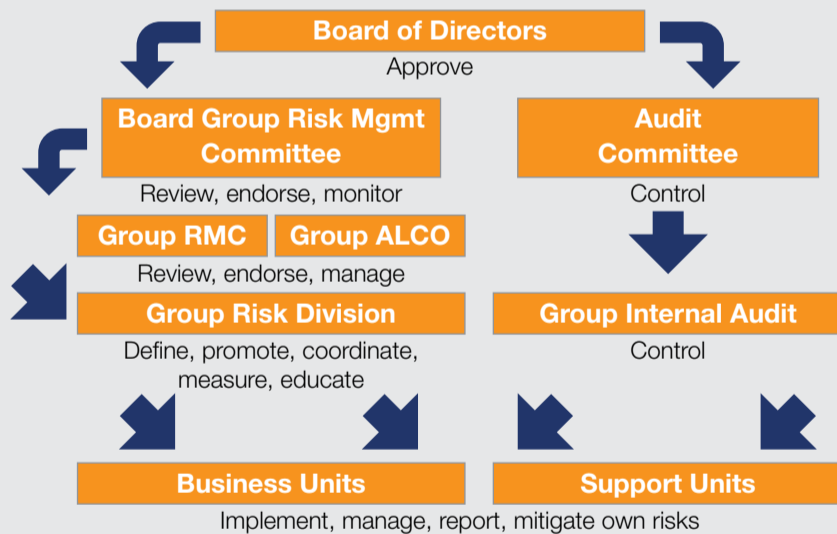 Board of Directors
Approve
Board Group Risk Mgmt
Committee
Review, endorse, monitor
Audit
Committee
Control
Group RMC
Group ALCO
Review, endorse, manage
Group Risk Division
Define, promote, coordinate,
measure, educate
Group Internal Audit
Control
Business Units
Support Units
Implement, manage, report, mitigate own risks